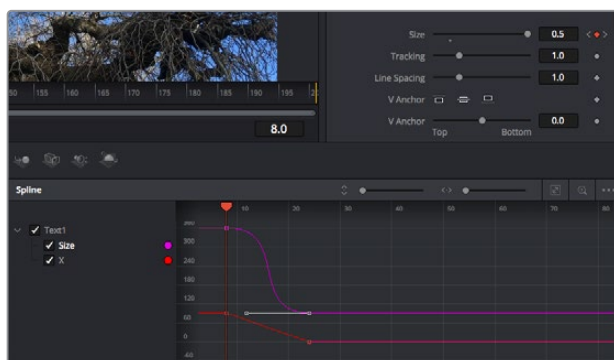 Size 0.5
Tracking 1.0
Line Spacing 1.0
V Anchor
V Anchor 0.0
Top Bottom
150 155 160 165 170 175 180 185 190 195 2
8.0
Spline
10 20 30 40 50 60 70 80
Text1
Size
X
300
240
180
120
60
0
-60